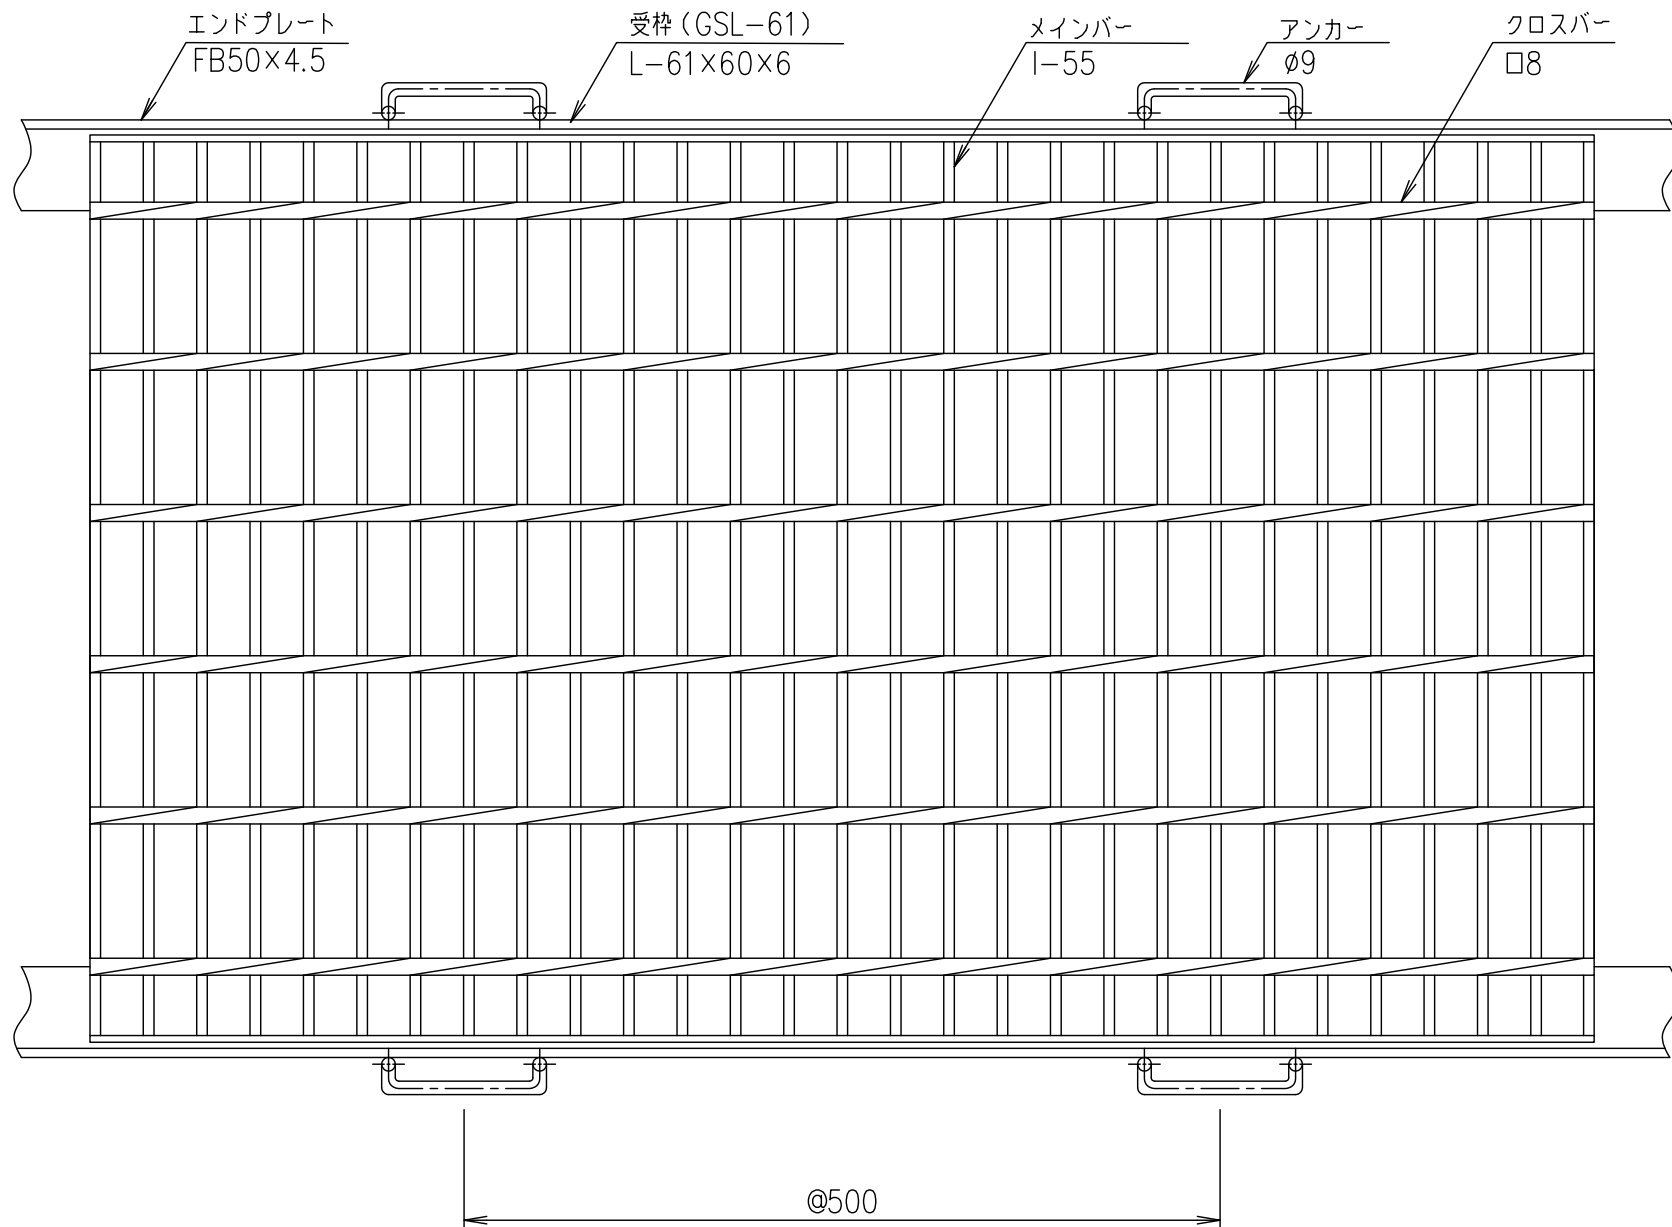 エンドプレート
FB50×4.5
受枠(GSL-61)
L-61×60×6
メインバー
I-55
アンカー
ø9
クロスバー
□8
@500